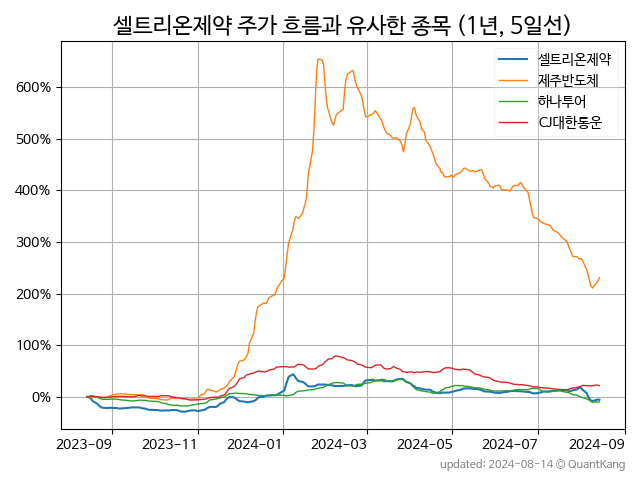 셀트리온제약 주가 흐름과 유사한 종목 (1년, 5일선)
셀트리온제약
제주반도체
하나투어
CJ대한통운
600%
500%
400%
300%
200%
100%
0%
2023-09 2023-11 2024-01 2024-03 2024-05 2024-07 2024-09
updated: 2024-08-14 @ QuantKang